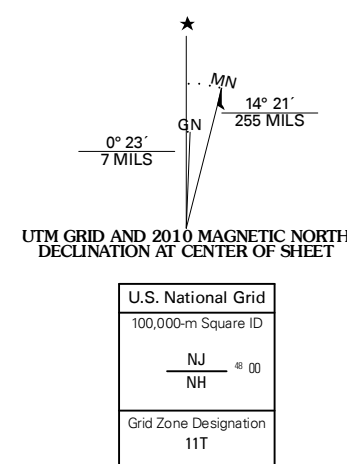 ★
MN
GN
14° 21´
255 MILS
0° 23´
7 MILS
UTM GRID AND 2010 MAGNETIC NORTH
DECLINATION AT CENTER OF SHEET
U.S. National Grid
100,000-m Square ID
NJ
NH
48 00
Grid Zone Designation
11T